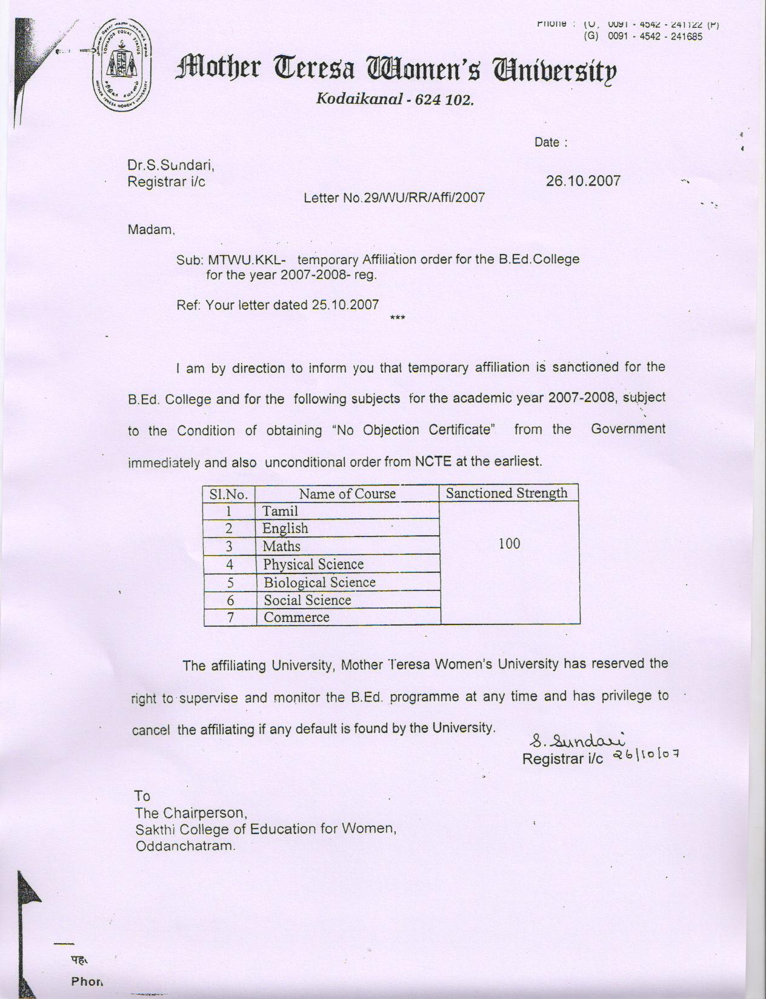 (G) 0091 - 4542 - 241685
TOWARDS EQUAL STATUS
MOTHER TERESA WOMEN'S UNIVERSITY
Mother Teresa Women's University
Kodaikanal - 624 102.
Date :
Dr.S.Sundari,
Registrar i/c
26.10.2007
Letter No.29/WU/RR/Affi/2007
Madam,
Sub: MTWU.KKL- temporary Affiliation order for the B.Ed.College
for the year 2007-2008- reg.
Ref: Your letter dated 25.10.2007
***
I am by direction to inform you that temporary affiliation is sanctioned for the
B.Ed. College and for the following subjects for the academic year 2007-2008, subject
to the Condition of obtaining “No Objection Certificate” from the Government
immediately and also unconditional order from NCTE at the earliest.
Sl.No. Name of Course Sanctioned Strength
1 Tamil
2 English
3 Maths 100
4 Physical Science
5 Biological Science
6 Social Science
7 Commerce
The affiliating University, Mother Teresa Women's University has reserved the
right to supervise and monitor the B.Ed. programme at any time and has privilege to
cancel the affiliating if any default is found by the University.
S. Sundari
Registrar i/c 26/10/07
To
The Chairperson,
Sakthi College of Education for Women,
Oddanchatram.